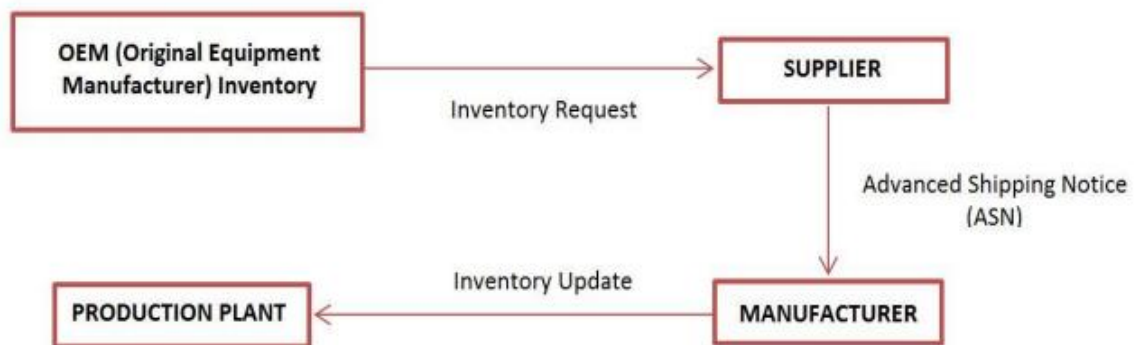 OEM (Original Equipment
Manufacturer) Inventory
SUPPLIER
Inventory Request
Advanced Shipping Notice
(ASN)
Inventory Update
PRODUCTION PLANT
MANUFACTURER